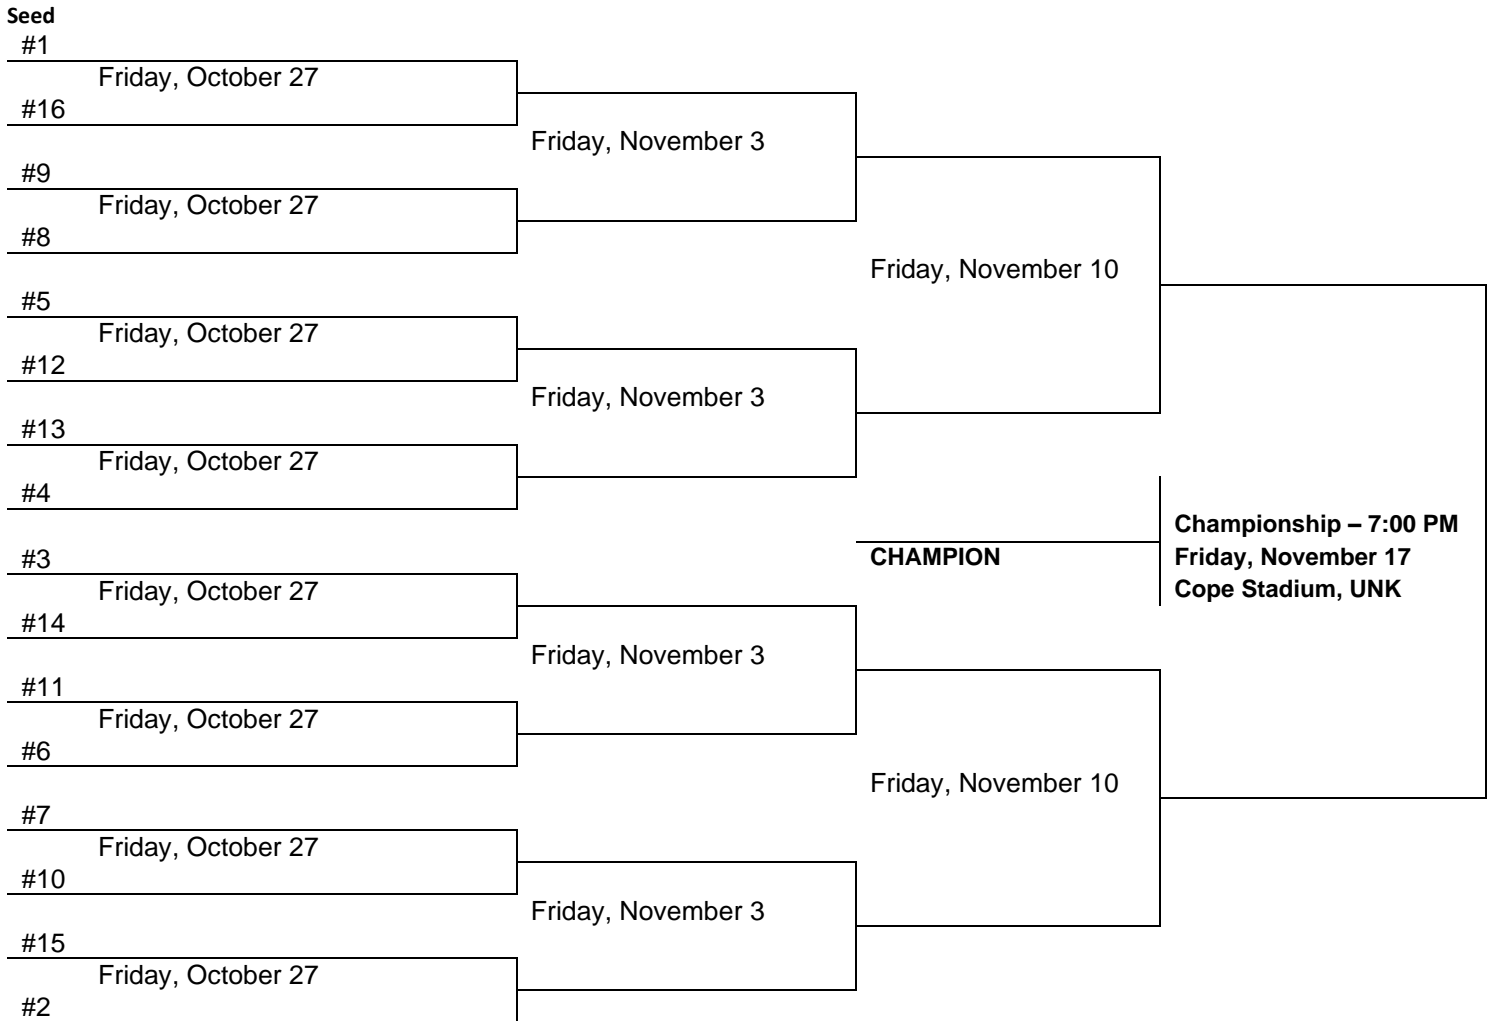 Seed
#1
Friday, October 27
#16
Friday, November 3
#9
Friday, October 27
#8
Friday, November 10
#5
Friday, October 27
#12
Friday, November 3
#13
Friday, October 27
#4
Championship – 7:00 PM
Friday, November 17
Cope Stadium, UNK
CHAMPION
#3
Friday, October 27
#14
Friday, November 3
#11
Friday, October 27
#6
Friday, November 10
#7
Friday, October 27
#10
Friday, November 3
#15
Friday, October 27
#2